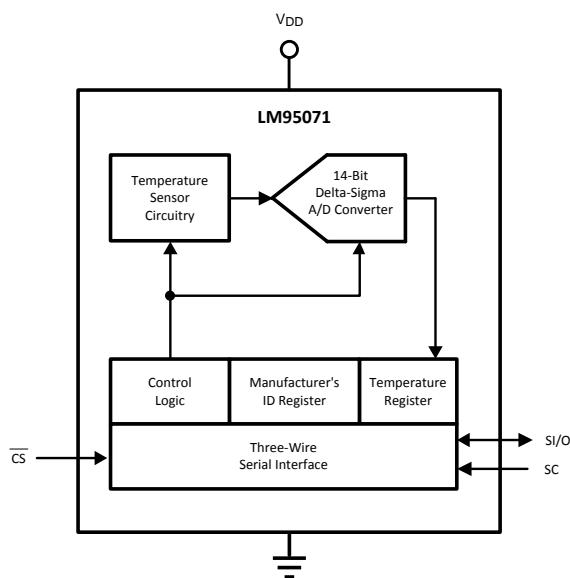 VDD
LM95071
Temperature
Sensor
Circuitry
14-Bit
Delta-Sigma
A/D Converter
Control
Logic
Manufacturer's
ID Register
Temperature
Register
Three-Wire
Serial Interface
CS
SI/O
SC